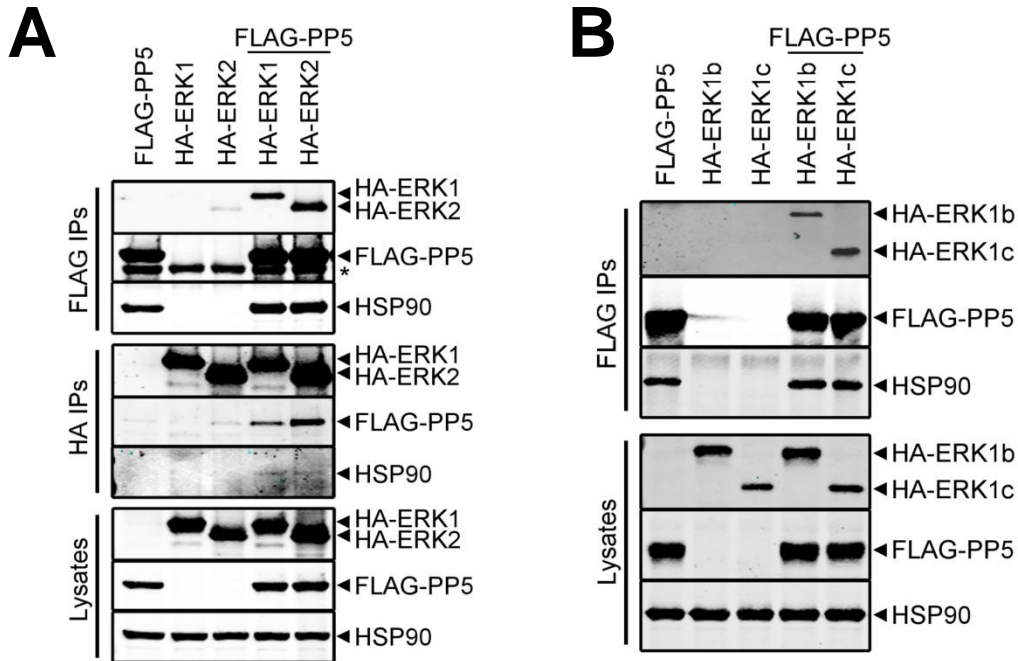 A
FLAG-PP5
FLAG-PP5
HA-ERK1
HA-ERK2
HA-ERK1
HA-ERK2
FLAG IPs
HA-ERK1
HA-ERK2
FLAG-PP5
*
HSP90
HA IPs
HA-ERK1
HA-ERK2
FLAG-PP5
HSP90
Lysates
HA-ERK1
HA-ERK2
FLAG-PP5
HSP90
B
FLAG-PP5
FLAG-PP5
HA-ERK1b
HA-ERK1c
HA-ERK1b
HA-ERK1c
FLAG IPs
HA-ERK1b
HA-ERK1c
FLAG-PP5
HSP90
Lysates
HA-ERK1b
HA-ERK1c
FLAG-PP5
HSP90